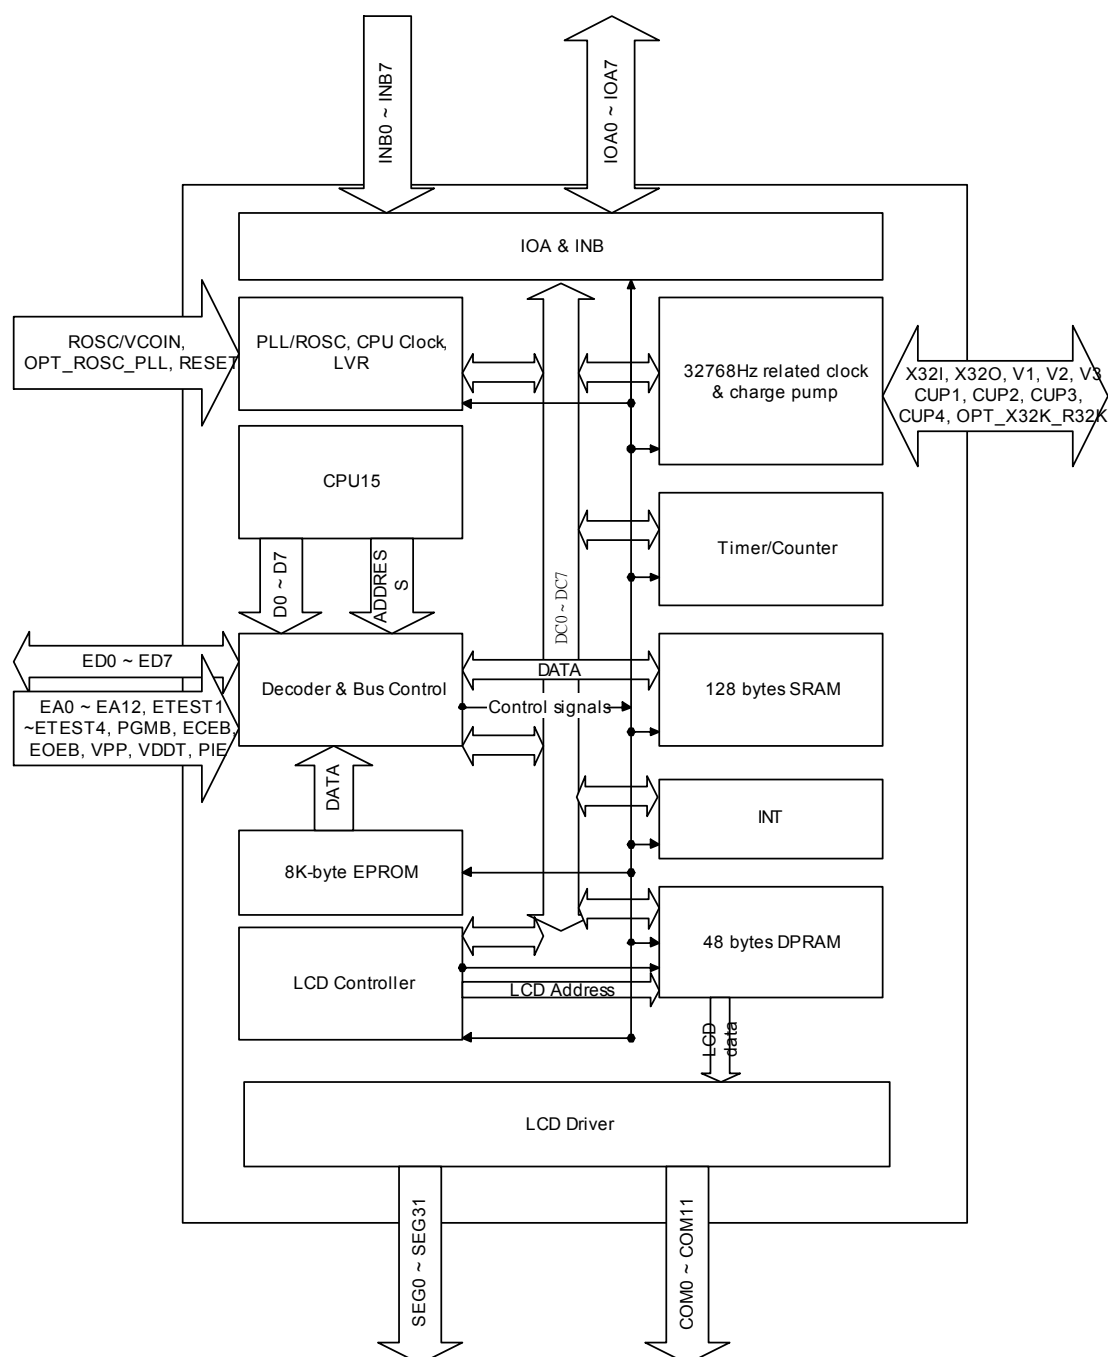 INB0 ~ INB7
IOA0 ~ IOA7
IOA & INB
ROSC/VCOIN,
OPT_ROSC_PLL, RESET
PLL/ROSC, CPU Clock,
LVR
32768Hz related clock
& charge pump
X32I, X32O, V1, V2, V3
CUP1, CUP2, CUP3,
CUP4, OPT_X32K_R32K
CPU15
Timer/Counter
D0 ~ D7
ADDRES
S
DC0 ~ DC7
ED0 ~ ED7
EA0 ~ EA12, ETEST1
~ETEST4, PGMB, ECEB,
EOEB, VPP, VDDT, PIE
Decoder & Bus Control
DATA
Control signals
128 bytes SRAM
DATA
INT
8K-byte EPROM
48 bytes DPRAM
LCD Controller
LCD Address
LCD
data
LCD Driver
SEG0 ~ SEG31
COM0 ~ COM11